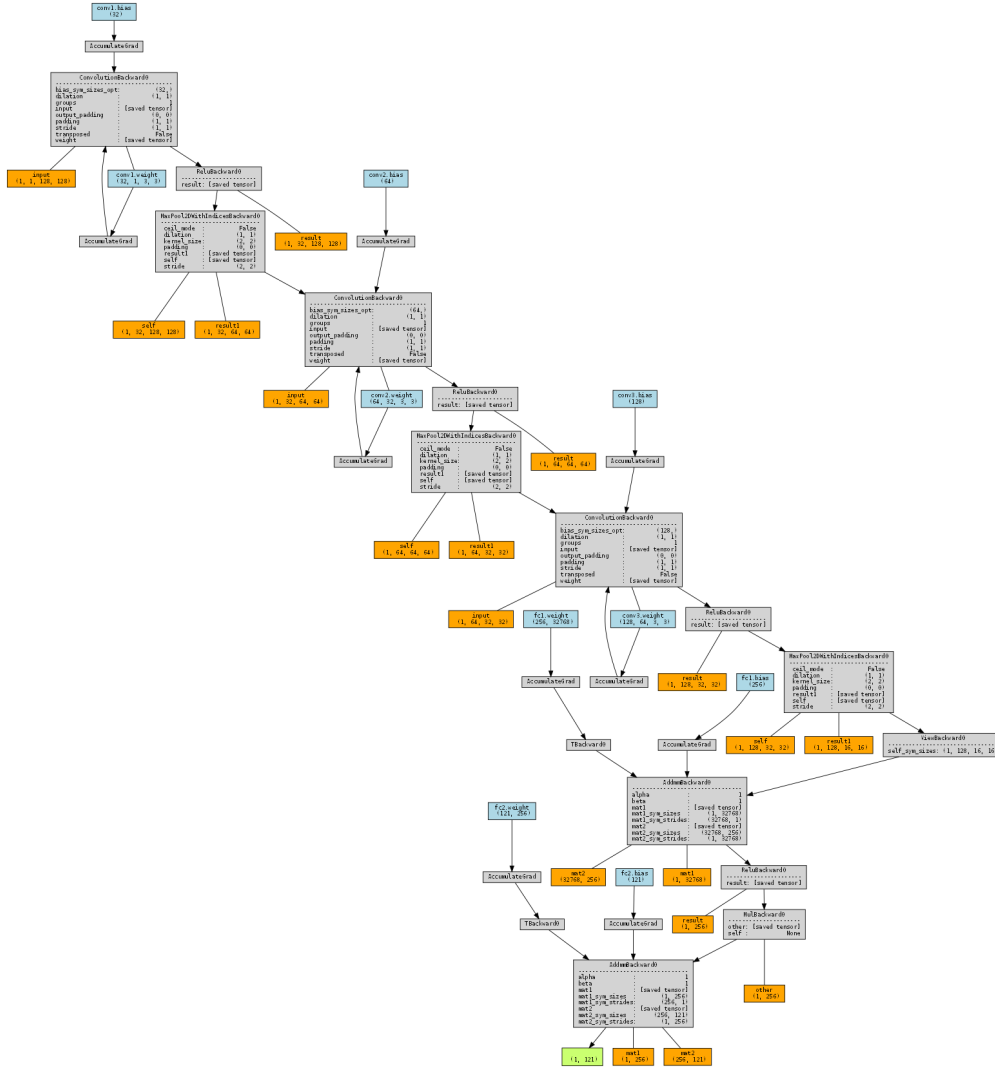 conv1.bias
(32)
AccumulateGrad
ConvolutionBackward0
bias_sym_sizes_opt: (32,)
dilation : (1, 1)
groups : 1
input : [saved tensor]
output_padding : (0, 0)
padding : (1, 1)
stride : (1, 1)
transposed : False
weight : [saved tensor]
input
(1, 1, 128, 128)
conv1.weight
(32, 1, 3, 3)
ReluBackward0
result: [saved tensor]
conv2.bias
(64)
AccumulateGrad
MaxPool2DWithIndicesBackward0
ceil_mode : False
dilation : (1, 1)
kernel_size: (2, 2)
padding : (0, 0)
result1 : [saved tensor]
self : [saved tensor]
stride : (2, 2)
result
(1, 32, 128, 128)
AccumulateGrad
self
(1, 32, 128, 128)
result1
(1, 32, 64, 64)
ConvolutionBackward0
bias_sym_sizes_opt: (64,)
dilation : (1, 1)
groups : 1
input : [saved tensor]
output_padding : (0, 0)
padding : (1, 1)
stride : (1, 1)
transposed : False
weight : [saved tensor]
input
(1, 32, 64, 64)
conv2.weight
(64, 32, 3, 3)
ReluBackward0
result: [saved tensor]
conv3.bias
(128)
AccumulateGrad
MaxPool2DWithIndicesBackward0
ceil_mode : False
dilation : (1, 1)
kernel_size: (2, 2)
padding : (0, 0)
result1 : [saved tensor]
self : [saved tensor]
stride : (2, 2)
result
(1, 64, 64, 64)
AccumulateGrad
self
(1, 64, 64, 64)
result1
(1, 64, 32, 32)
ConvolutionBackward0
bias_sym_sizes_opt: (128,)
dilation : (1, 1)
groups : 1
input : [saved tensor]
output_padding : (0, 0)
padding : (1, 1)
stride : (1, 1)
transposed : False
weight : [saved tensor]
input
(1, 64, 32, 32)
fc1.weight
(256, 32768)
conv3.weight
(128, 64, 3, 3)
ReluBackward0
result: [saved tensor]
AccumulateGrad
AccumulateGrad
result
(1, 128, 32, 32)
fc1.bias
(256)
MaxPool2DWithIndicesBackward0
ceil_mode : False
dilation : (1, 1)
kernel_size: (2, 2)
padding : (0, 0)
result1 : [saved tensor]
self : [saved tensor]
stride : (2, 2)
TBackward0
AccumulateGrad
self
(1, 128, 32, 32)
result1
(1, 128, 16, 16)
ViewBackward0
self_sym_sizes: (1, 128, 16, 16
AddmmBackward0
alpha : 1
beta : 1
mat1 : [saved tensor]
mat1_sym_sizes : (1, 32768)
mat1_sym_strides: (32768, 1)
mat2 : [saved tensor]
mat2_sym_sizes : (32768, 256)
mat2_sym_strides: (1, 32768)
fc2.weight
(121, 256)
AccumulateGrad
mat2
(32768, 256)
fc2.bias
(121)
mat1
(1, 32768)
ReluBackward0
result: [saved tensor]
TBackward0
AccumulateGrad
result
(1, 256)
MulBackward0
other: [saved tensor]
self : None
AddmmBackward0
alpha : 1
beta : 1
mat1 : [saved tensor]
mat1_sym_sizes : (1, 256)
mat1_sym_strides: (256, 1)
mat2 : [saved tensor]
mat2_sym_sizes : (256, 121)
mat2_sym_strides: (1, 256)
other
(1, 256)
(1, 121)
mat1
(1, 256)
mat2
(256, 121)